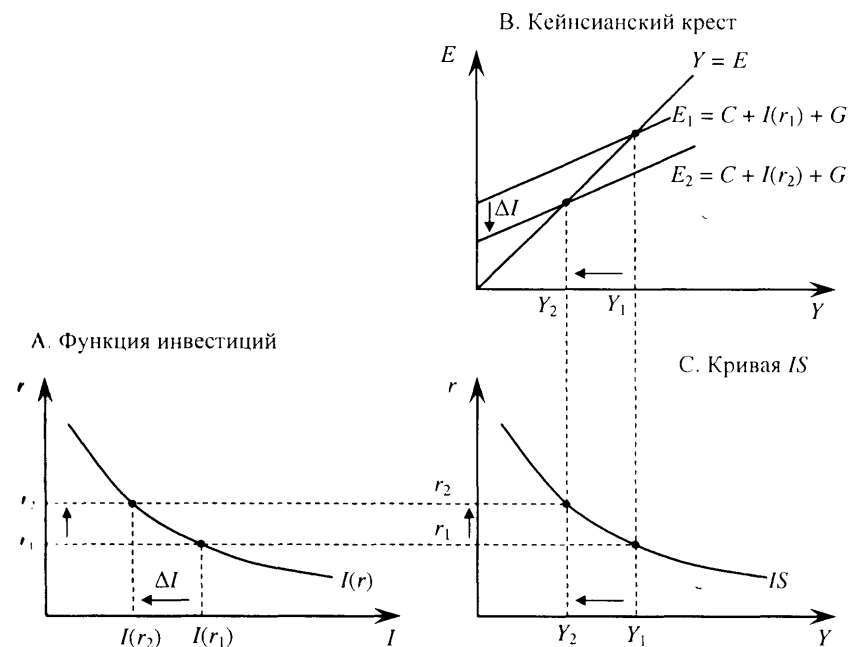 B. Кейнсианский крест
E
Y = E
E₁ = C + I(r₁) + G
E₂ = C + I(r₂) + G
ΔI
Y₂
Y₁
Y
A. Функция инвестиций
C. Кривая IS
r
r
r₂
r₁
ΔI
I(r)
IS
I(r₂)
I(r₁)
I
Y₂
Y₁
Y